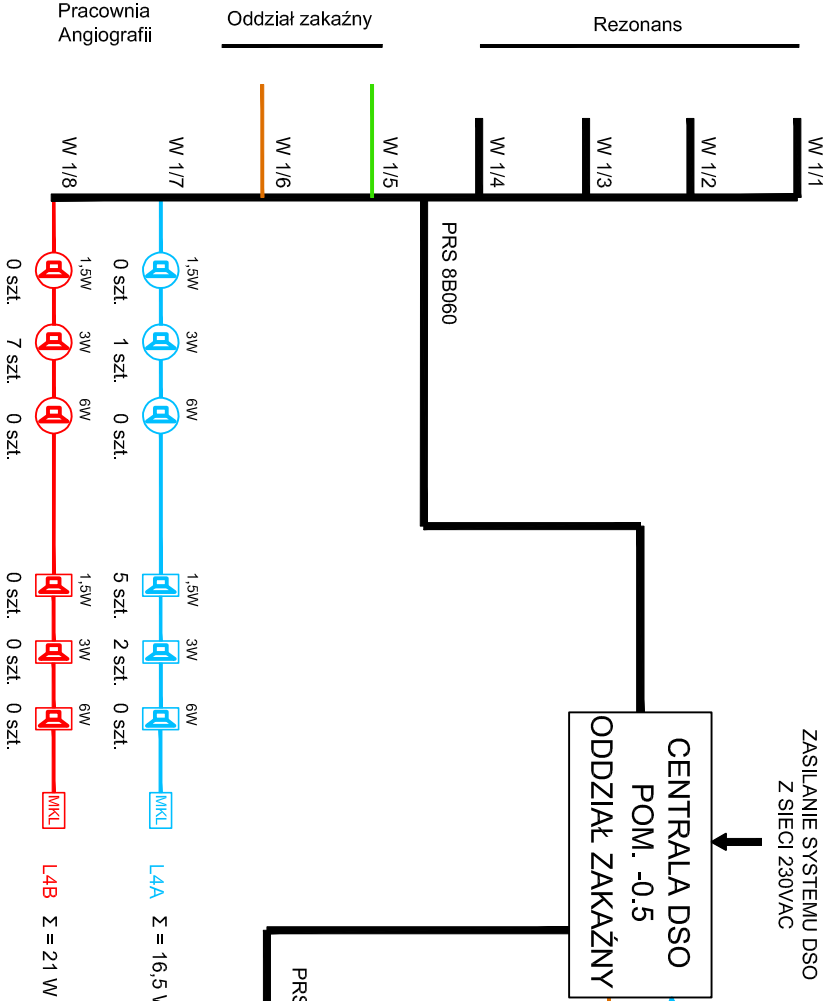 Pracownia
Angiografii
Oddział zakaźny
Rezonans
W 1/8
W 1/7
W 1/6
W 1/5
W 1/4
W 1/3
W 1/2
W 1/1
PRS 8B060
1,5W
3W
6W
1,5W
3W
6W
0 szt.
1 szt.
0 szt.
5 szt.
2 szt.
0 szt.
MKL
L4A
Σ = 16,5 W
1,5W
3W
6W
1,5W
3W
6W
0 szt.
7 szt.
0 szt.
0 szt.
0 szt.
0 szt.
MKL
L4B
Σ = 21 W
ZASILANIE SYSTEMU DSO
Z SIECI 230VAC
CENTRALA DSO
POM. -0.5
ODDZIAŁ ZAKAŹNY
PRS